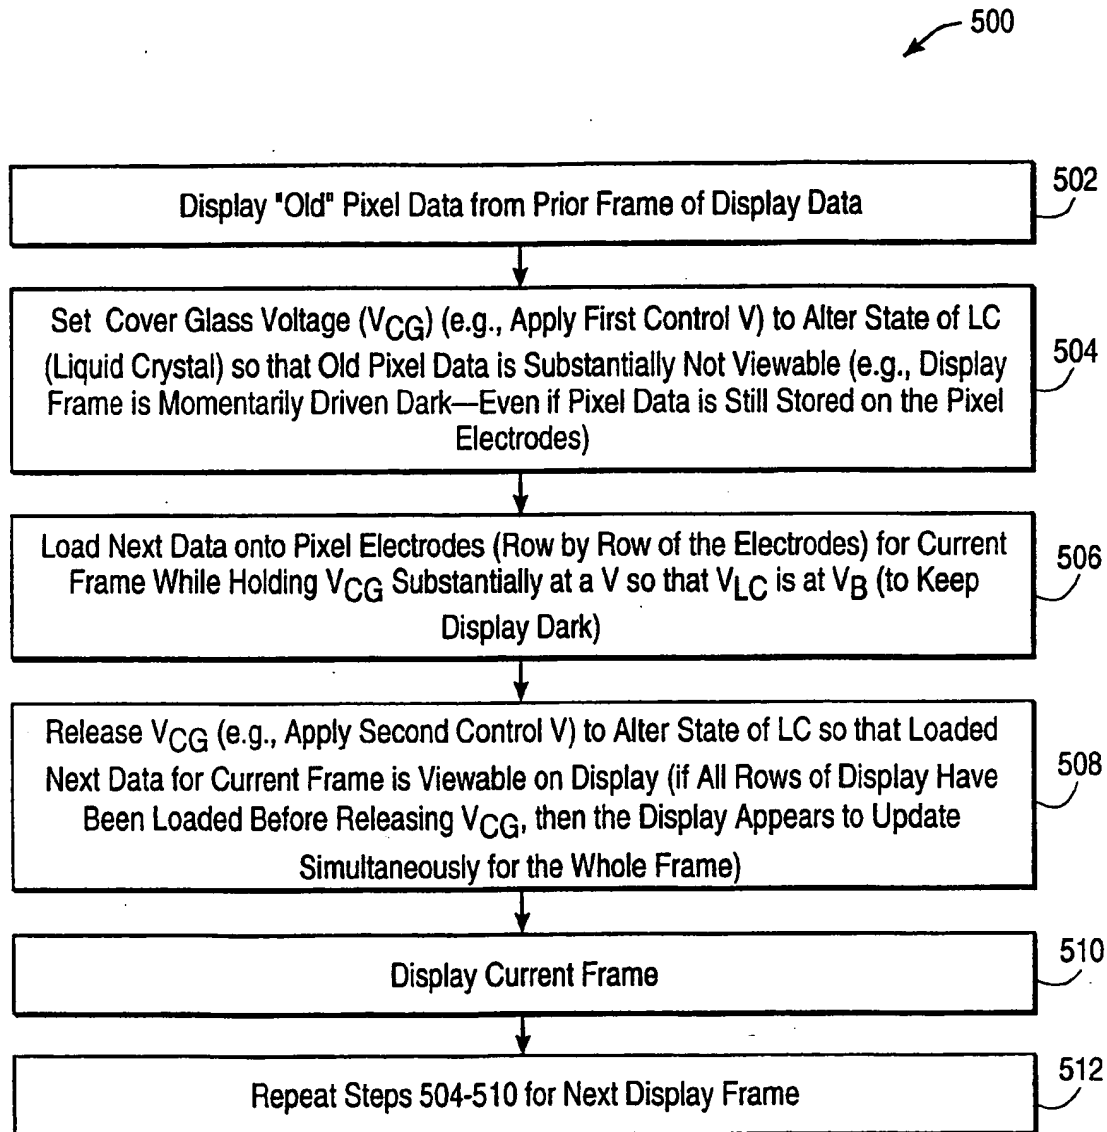 500
Display "Old" Pixel Data from Prior Frame of Display Data
502
Set Cover Glass Voltage (VCG) (e.g., Apply First Control V) to Alter State of LC
(Liquid Crystal) so that Old Pixel Data is Substantially Not Viewable (e.g., Display
Frame is Momentarily Driven Dark—Even if Pixel Data is Still Stored on the Pixel
Electrodes)
504
Load Next Data onto Pixel Electrodes (Row by Row of the Electrodes) for Current
Frame While Holding VCG Substantially at a V so that VLC is at VB (to Keep
Display Dark)
506
Release VCG (e.g., Apply Second Control V) to Alter State of LC so that Loaded
Next Data for Current Frame is Viewable on Display (if All Rows of Display Have
Been Loaded Before Releasing VCG, then the Display Appears to Update
Simultaneously for the Whole Frame)
508
Display Current Frame
510
Repeat Steps 504-510 for Next Display Frame
512